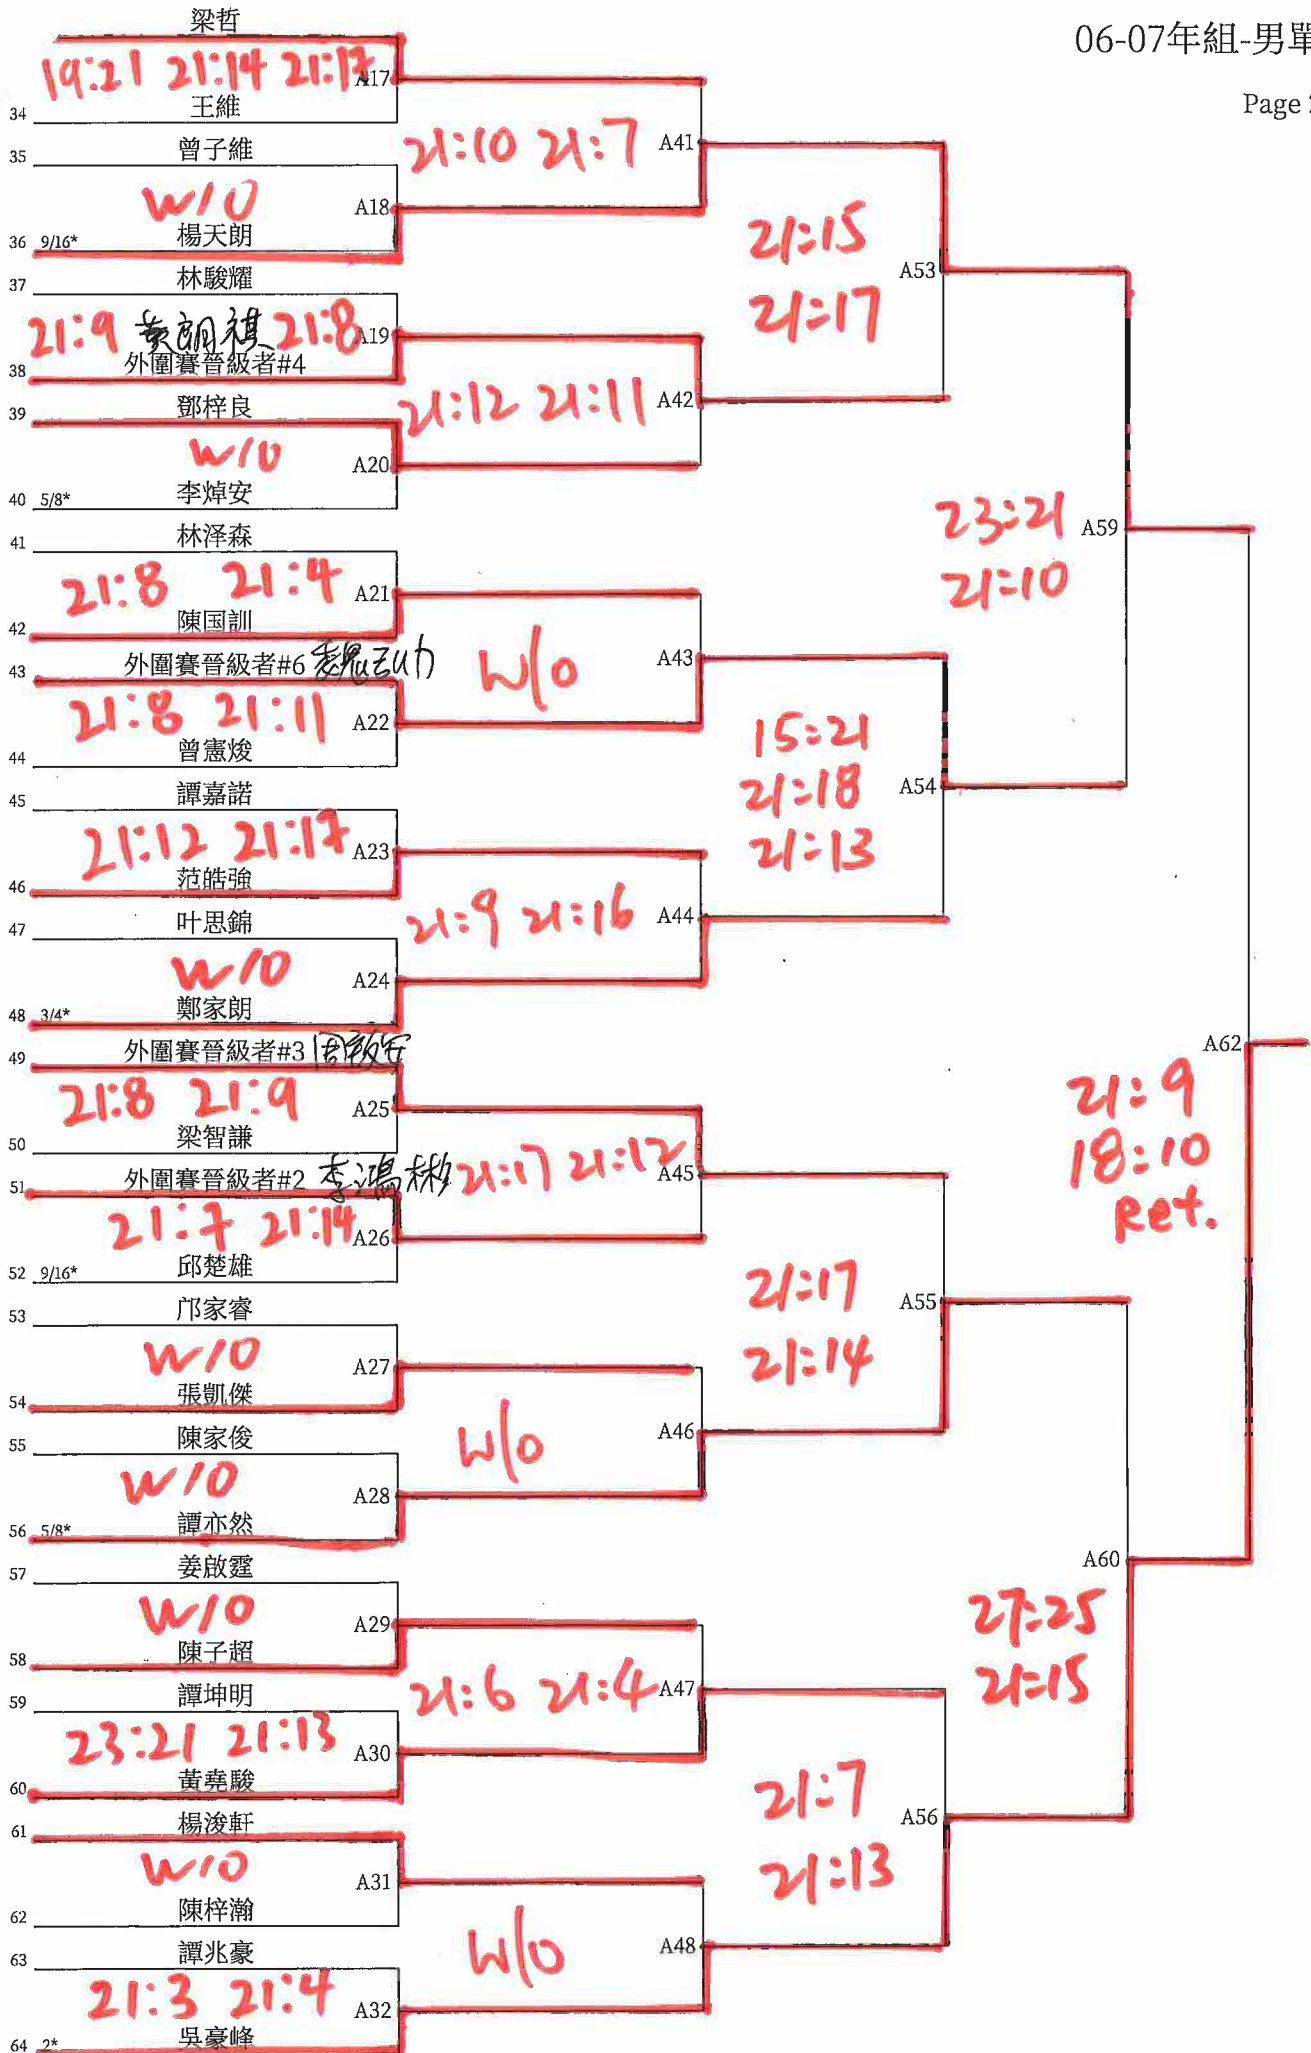 06-07年組-男單
Page 2
梁哲
19:21 21:14 21:17
A17
34 王維
35 曾子維
W/O
A18
36 9/16* 楊天朗
21:10 21:7
A41
37 林駿耀
21:9 黃朗祺 21:8
A19
38 外圍賽晉級者#4
39 鄧梓良
W/O
A20
40 5/8* 李焯安
21:12 21:11
A42
21:15
21:17
A53
41 林泽森
21:8 21:4
A21
42 陳国訓
43 外圍賽晉級者#6
21:8 21:11
A22
44 曾憲焌
W/O
A43
45 譚嘉諾
21:12 21:17
A23
46 范皓強
47 叶思錦
W/O
A24
48 3/4* 鄭家朗
21:9 21:16
A44
15:21
21:18
21:13
A54
23:21
21:10
A59
49 外圍賽晉級者#3
21:8 21:9
A25
50 梁智謙
51 外圍賽晉級者#2 李鴻彬
21:7 21:14
A26
52 9/16* 邱楚雄
21:17 21:12
A45
53 邝家睿
W/O
A27
54 張凱傑
55 陳家俊
W/O
A28
56 5/8* 譚亦然
W/O
A46
21:17
21:14
A55
57 姜啟霆
W/O
A29
58 陳子超
59 譚坤明
23:21 21:13
A30
60 黃堯駿
21:6 21:4
A47
61 楊浚軒
W/O
A31
62 陳梓瀚
63 譚兆豪
21:3 21:4
A32
64 2* 吳豪峰
W/O
A48
21:7
21:13
A56
27:25
21:15
A60
A62
21:9
18:10
Ret.